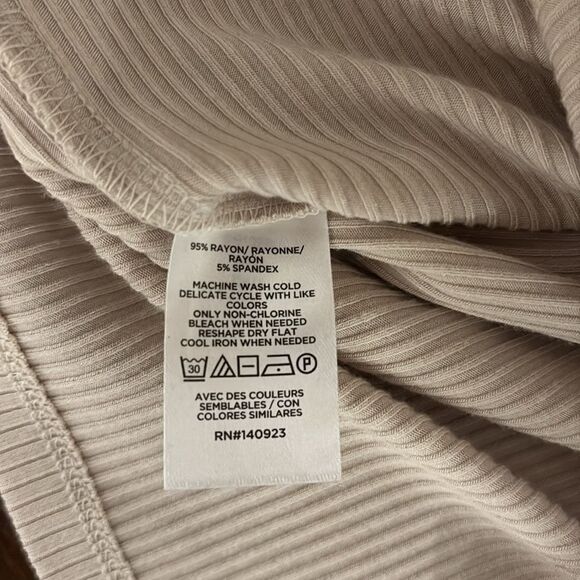 95% RAYON/ RAYONNE/
RAYÓN
5% SPANDEX
MACHINE WASH COLD
DELICATE CYCLE WITH LIKE
COLORS
ONLY NON-CHLORINE
BLEACH WHEN NEEDED
RESHAPE DRY FLAT
COOL IRON WHEN NEEDED
30 P
AVEC DES COULEURS
SEMBLABLES / CON
COLORES SIMILARES
RN#140923